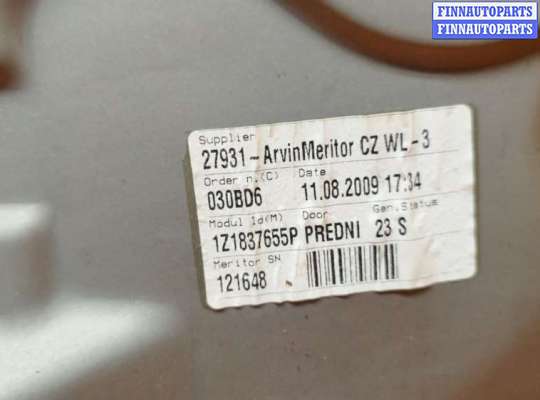 FINNAUTOPARTS
FINNAUTOPARTS
Supplier
27931-ArvinMeritor CZ WL-3
Order n.(C) Date
030BD6 11.08.2009 17:34
Modul Id(M) Door Gen.Status
1Z1837655P PREDNI 23 S
Meritor SN
121648